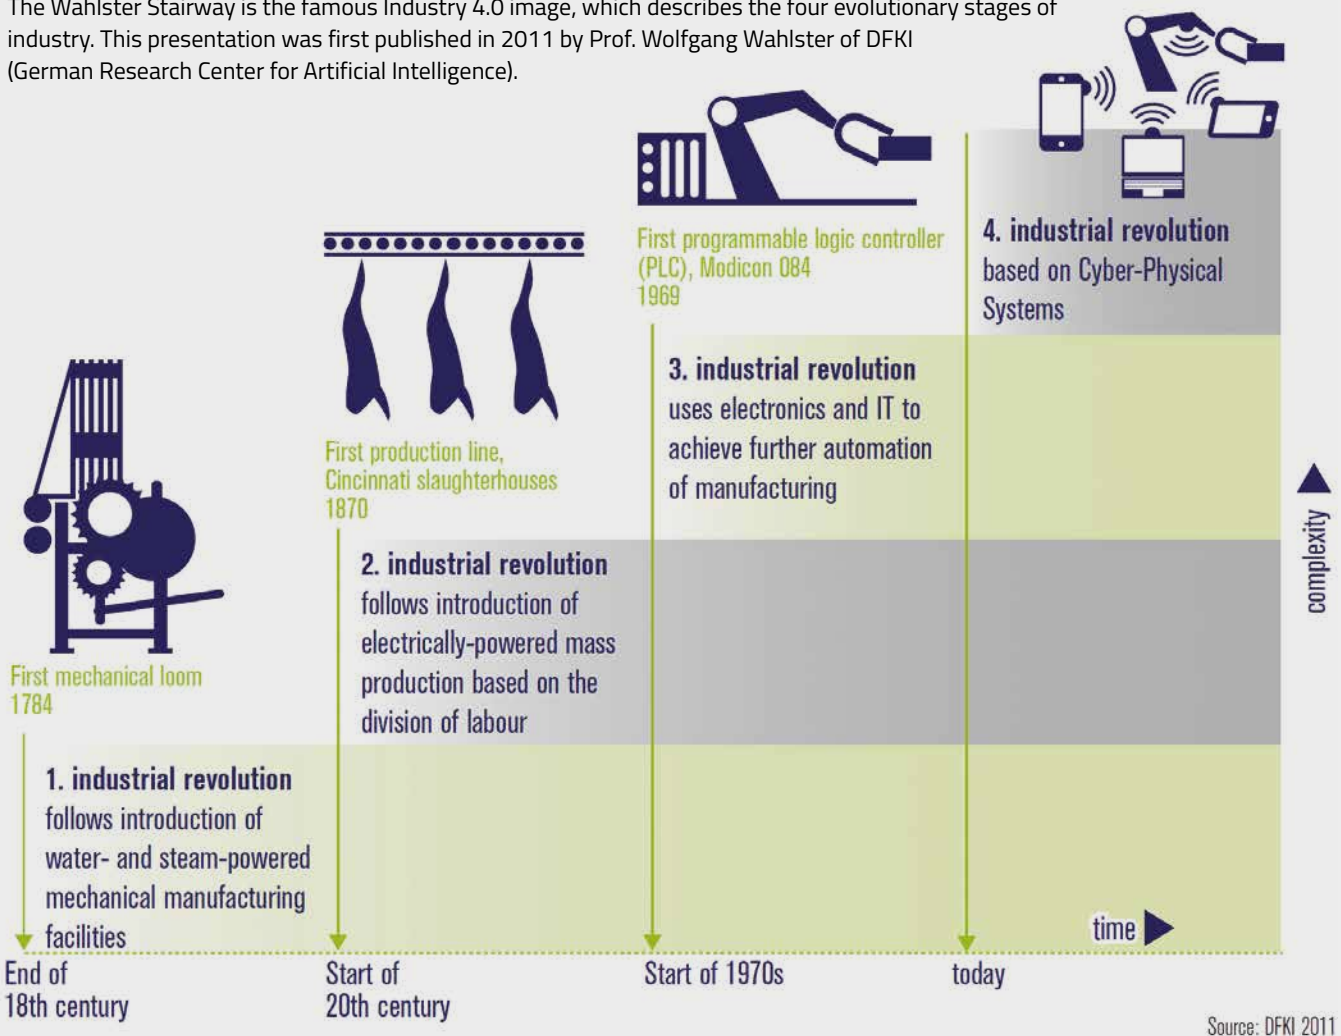 The Wahlster Stairway is the famous Industry 4.0 image, which describes the four evolutionary stages of
industry. This presentation was first published in 2011 by Prof. Wolfgang Wahlster of DFKI
(German Research Center for Artificial Intelligence).
First mechanical loom
1784
1. industrial revolution
follows introduction of
water- and steam-powered
mechanical manufacturing
facilities
End of
18th century
First production line,
Cincinnati slaughterhouses
1870
2. industrial revolution
follows introduction of
electrically-powered mass
production based on the
division of labour
Start of
20th century
First programmable logic controller
(PLC), Modicon 084
1969
3. industrial revolution
uses electronics and IT to
achieve further automation
of manufacturing
Start of 1970s
4. industrial revolution
based on Cyber-Physical
Systems
today
time
complexity
Source: DFKI 2011